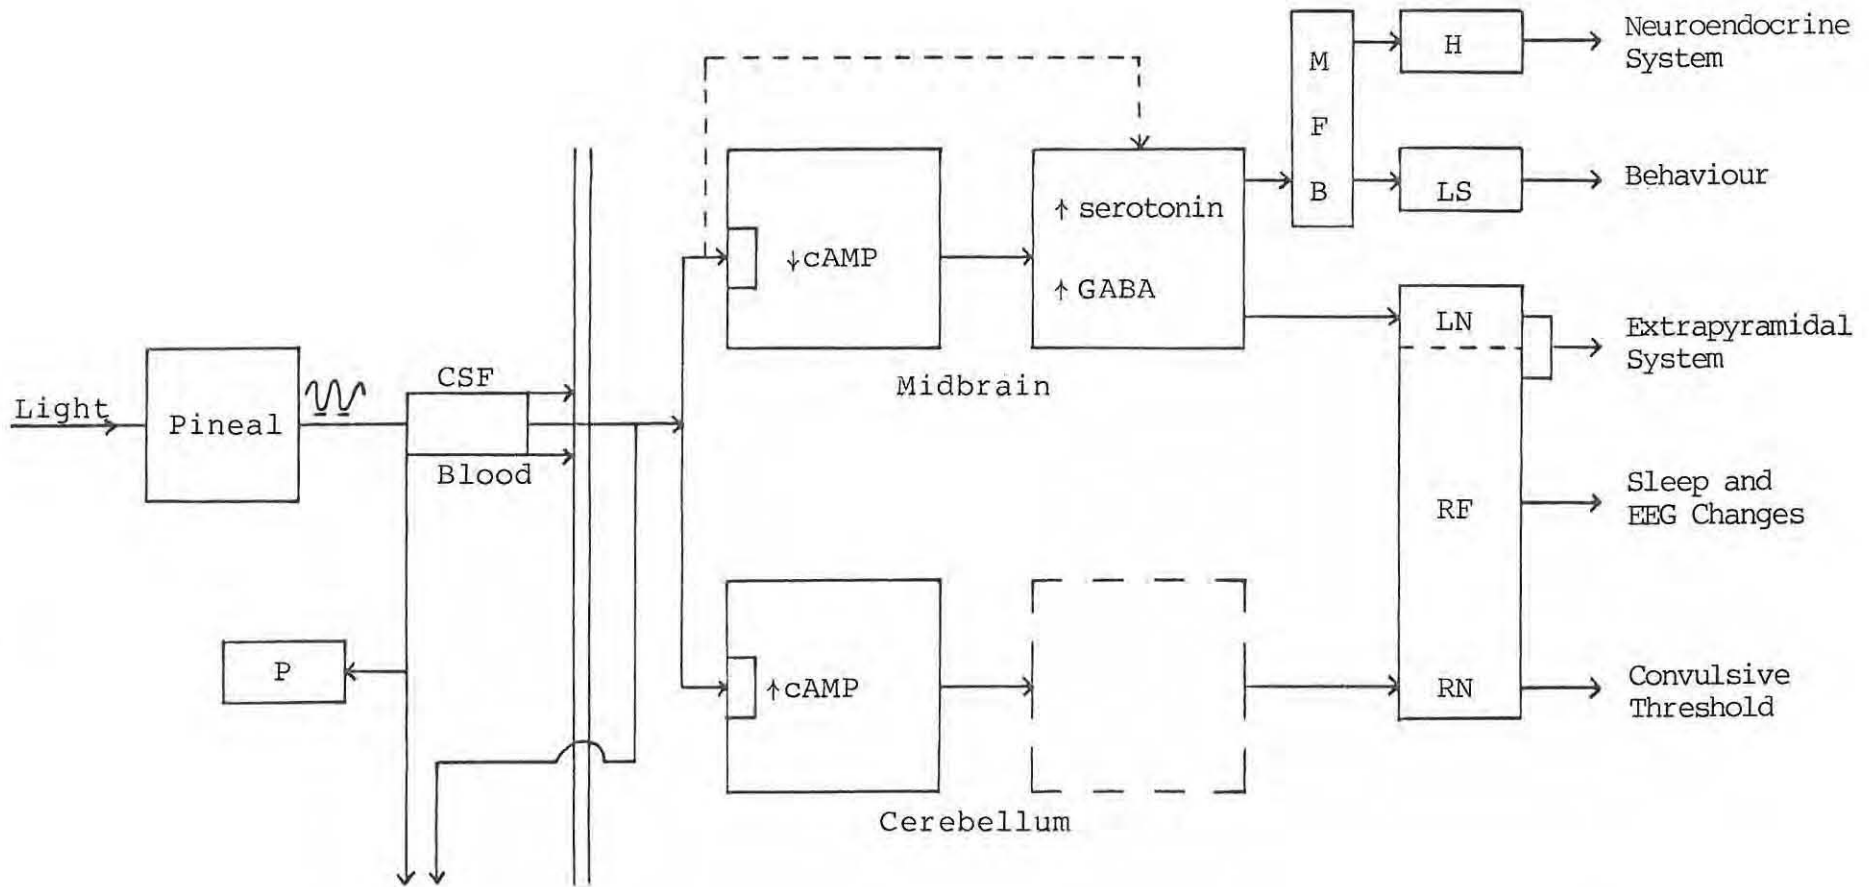 Light
Pineal
CSF
Blood
P
↓cAMP
↑ serotonin
↑ GABA
Midbrain
M
F
B
H
LS
Neuroendocrine
System
Behaviour
LN
RF
RN
Extrapyramidal
System
Sleep and
EEG Changes
Convulsive
Threshold
↑cAMP
Cerebellum